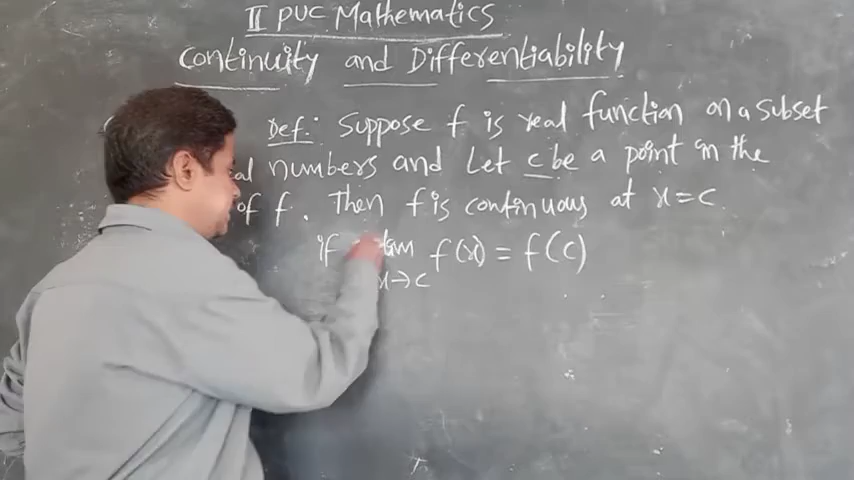 II PUC Mathematics
Continuity and Differentiability
Def: Suppose f is real function on a subset
numbers and Let c be a point in the
of f. Then f is continuous at x=c
if lim f(x) = f(c)
x→c